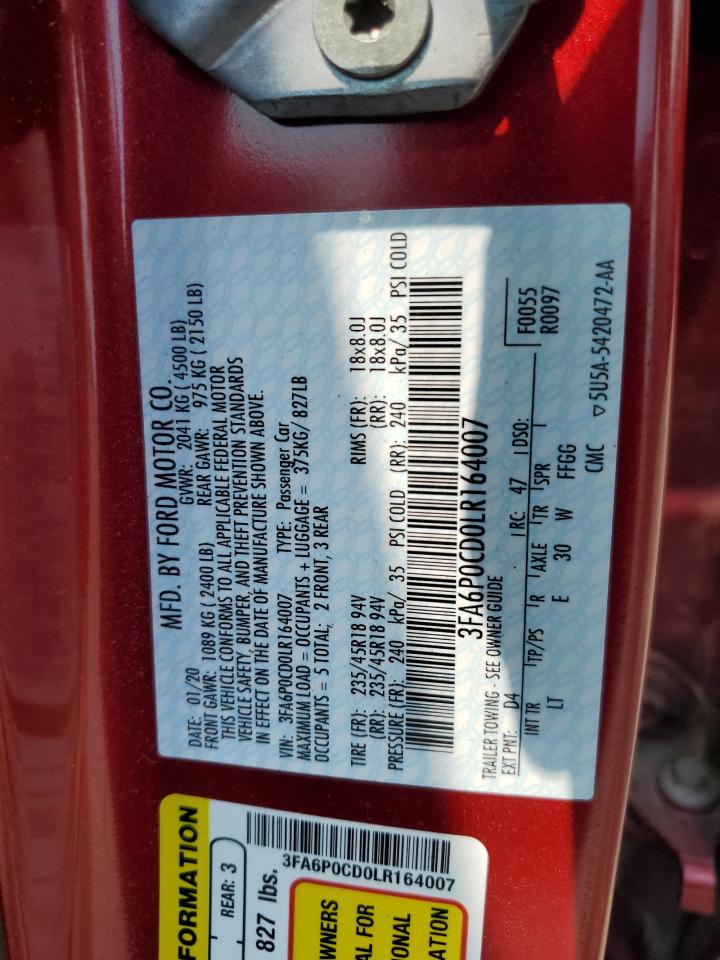 MFD. BY FORD MOTOR CO.
DATE: 01/20 GVWR: 2041 KG ( 4500 LB)
FRONT GAWR: 1089 KG ( 2400 LB) REAR GAWR: 975 KG ( 2150 LB)
THIS VEHICLE CONFORMS TO ALL APPLICABLE FEDERAL MOTOR
VEHICLE SAFETY, BUMPER, AND THEFT PREVENTION STANDARDS
IN EFFECT ON THE DATE OF MANUFACTURE SHOWN ABOVE.
VIN: 3FA6P0CD0LR164007 TYPE: Passenger Car
MAXIMUM LOAD = OCCUPANTS + LUGGAGE = 375KG/ 827LB
OCCUPANTS = 5 TOTAL; 2 FRONT, 3 REAR
TIRE (FR): 235/45R18 94V RIMS (FR): 18x8.0J
(RR): 235/45R18 94V (RR): 18x8.0J
PRESSURE (FR): 240 kPa/ 35 PSI COLD (RR): 240 kPa/ 35 PSI COLD
3FA6P0CD0LR164007
TRAILER TOWING - SEE OWNER GUIDE
EXT PNT: D4 RC: 47 DSO: F0055
R0097
INT TR TP/PS R AXLE TR SPR
LT E 30 W FFGG
CMC ▽5U5A-5420472-AA
FORMATION
REAR: 3
827 lbs.
3FA6P0CD0LR164007
WNERS
AL FOR
ONAL
ATION